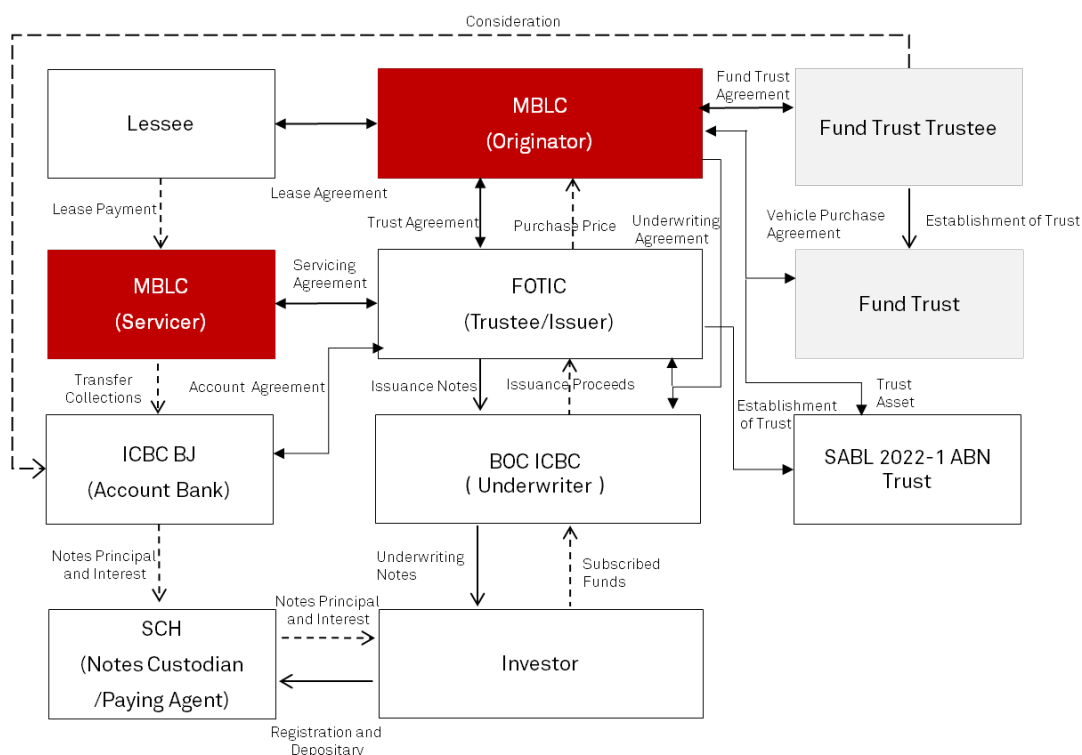 Consideration
Lessee
MBLC
(Originator)
Fund Trust
Agreement
Fund Trust Trustee
Lease Agreement
Lease Payment
Trust Agreement
Purchase Price
Underwriting
Agreement
Vehicle Purchase
Agreement
Establishment of Trust
MBLC
(Servicer)
Servicing
Agreement
FOTIC
(Trustee/Issuer)
Fund Trust
Transfer
Collections
Account Agreement
Issuance Notes
Issuance Proceeds
Establishment
of Trust
Trust
Asset
ICBC BJ
(Account Bank)
BOC ICBC
( Underwriter )
SABL 2022-1 ABN
Trust
Notes Principal
and Interest
Underwriting
Notes
Subscribed
Funds
SCH
(Notes Custodian
/Paying Agent)
Notes Principal
and Interest
Investor
Registration and
Depositary